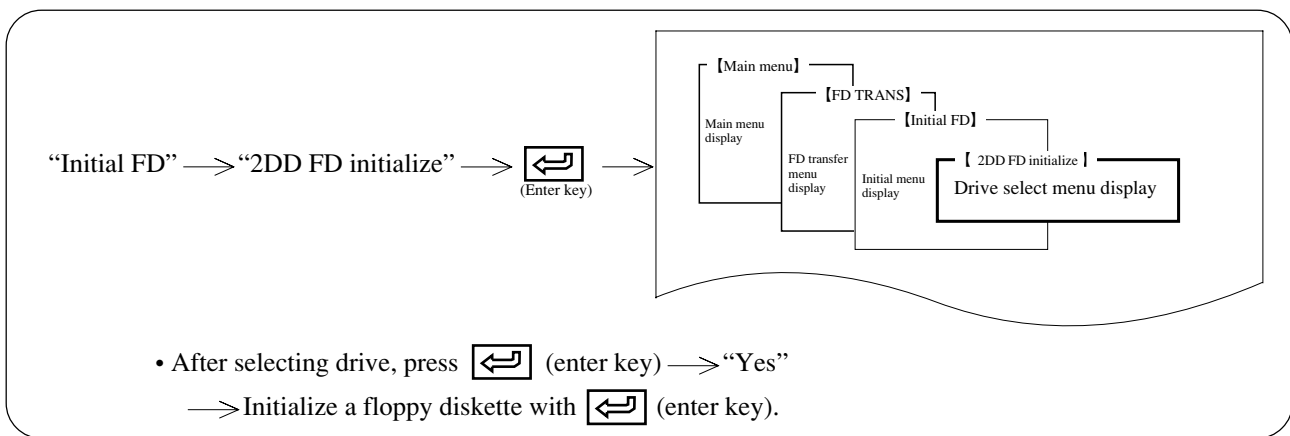 “Initial FD” → “2DD FD initialize” → (Enter key) →
【Main menu】
Main menu
display
【FD TRANS】
FD transfer
menu
display
【Initial FD】
Initial menu
display
【 2DD FD initialize 】
Drive select menu display
• After selecting drive, press (enter key) → “Yes”
→ Initialize a floppy diskette with (enter key).